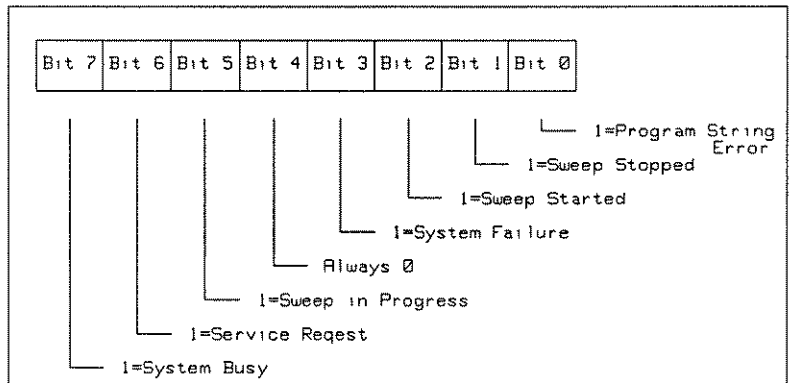 Bit 7 Bit 6 Bit 5 Bit 4 Bit 3 Bit 2 Bit 1 Bit 0
1=Program String
Error
1=Sweep Stopped
1=Sweep Started
1=System Failure
Always 0
1=Sweep in Progress
1=Service Reqest
1=System Busy